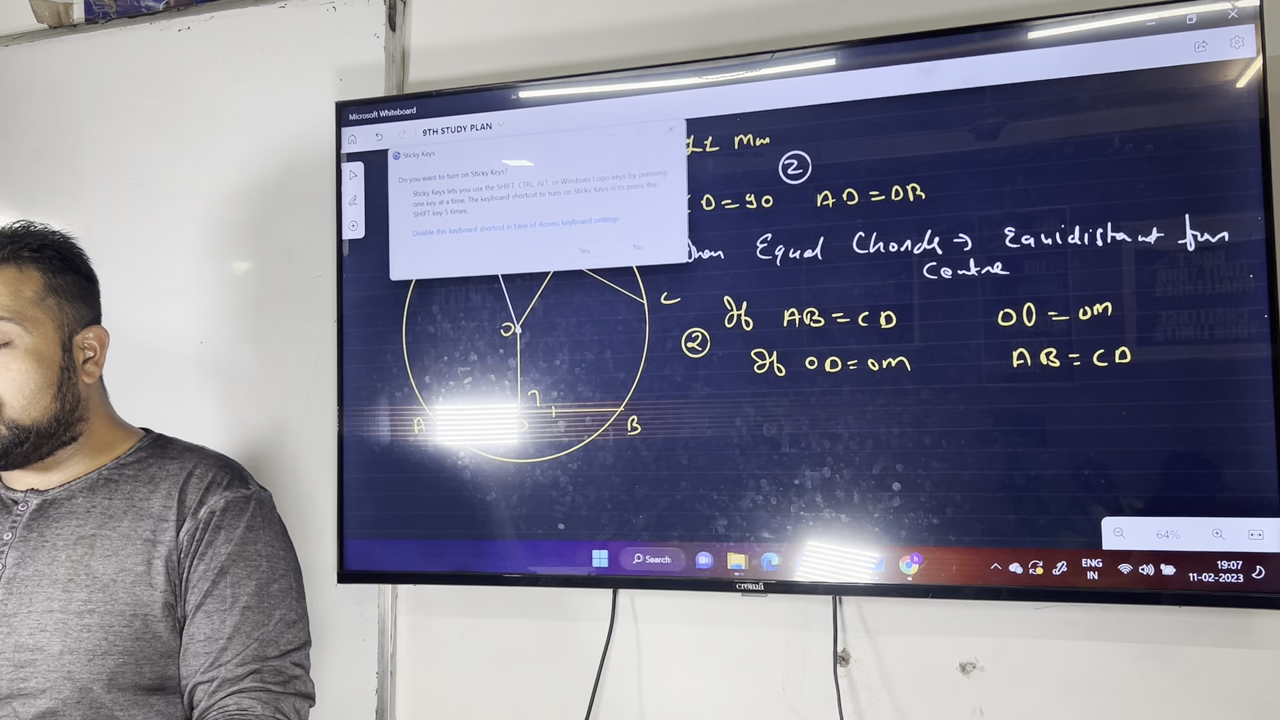 Microsoft Whiteboard
9TH STUDY PLAN
Sticky Keys
Do you want to turn on Sticky Keys?
Sticky Keys lets you use the SHIFT, CTRL, ALT, or Windows Logo keys by pressing
one key at a time. The keyboard shortcut to turn on Sticky Keys is to press the
SHIFT key 5 times.
Disable this keyboard shortcut in Ease of Access keyboard settings
Yes No
2
D=90 AD=DB
Equal Chords → Equidistant from
Centre
If AB=CD OD=OM
2 If OD=OM AB=CD
O
C
A
B
64%
Search
ENG
IN
19:07
11-02-2023
croma